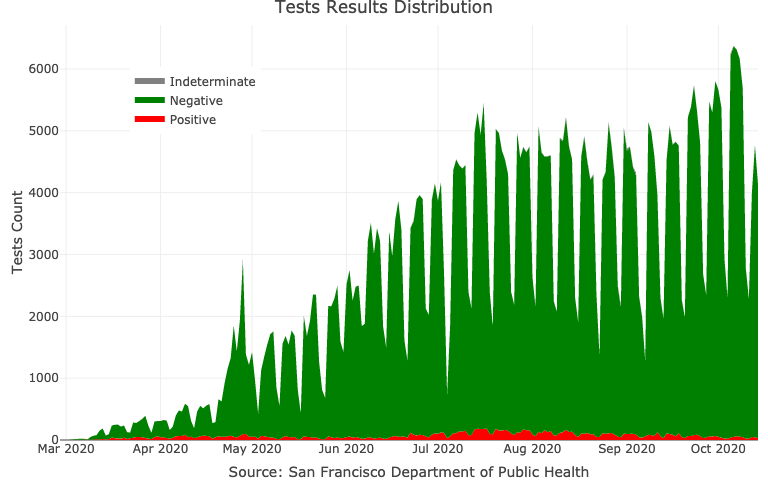 Tests Results Distribution
Indeterminate
Negative
Positive
6000
5000
4000
3000
2000
1000
0
Tests Count
Mar 2020 Apr 2020 May 2020 Jun 2020 Jul 2020 Aug 2020 Sep 2020 Oct 2020
Source: San Francisco Department of Public Health